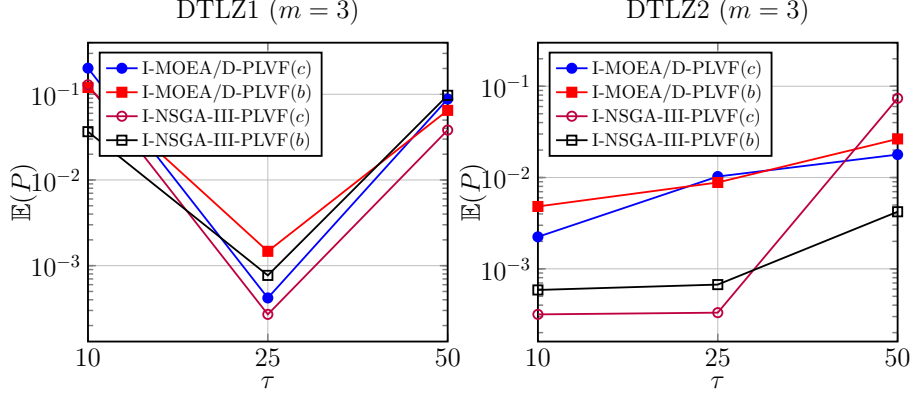 DTLZ1 (m = 3)
I-MOEA/D-PLVF(c)
I-MOEA/D-PLVF(b)
I-NSGA-III-PLVF(c)
I-NSGA-III-PLVF(b)
10⁻¹
10⁻²
10⁻³
𝔼(P)
10
25
50
τ
DTLZ2 (m = 3)
I-MOEA/D-PLVF(c)
I-MOEA/D-PLVF(b)
I-NSGA-III-PLVF(c)
I-NSGA-III-PLVF(b)
10⁻¹
10⁻²
10⁻³
𝔼(P)
10
25
50
τ